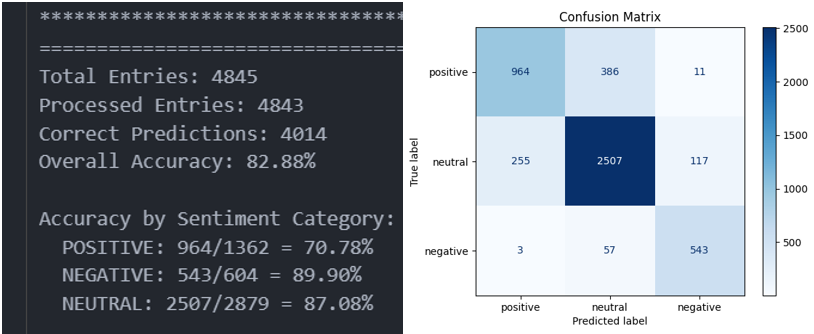 ********************************
================================
Total Entries: 4845
Processed Entries: 4843
Correct Predictions: 4014
Overall Accuracy: 82.88%
Accuracy by Sentiment Category:
POSITIVE: 964/1362 = 70.78%
NEGATIVE: 543/604 = 89.90%
NEUTRAL: 2507/2879 = 87.08%
Confusion Matrix
True label
positive 964 386 11
neutral 255 2507 117
negative 3 57 543
positive neutral negative
Predicted label
2500
2000
1500
1000
500